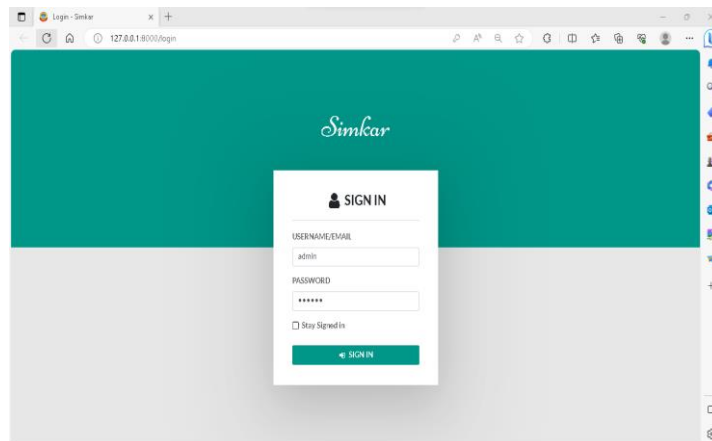 Login - Simkar
127.0.0.1:8000/login
Simkar
SIGN IN
USERNAME/EMAIL
admin
PASSWORD
••••••
Stay Signed in
SIGN IN